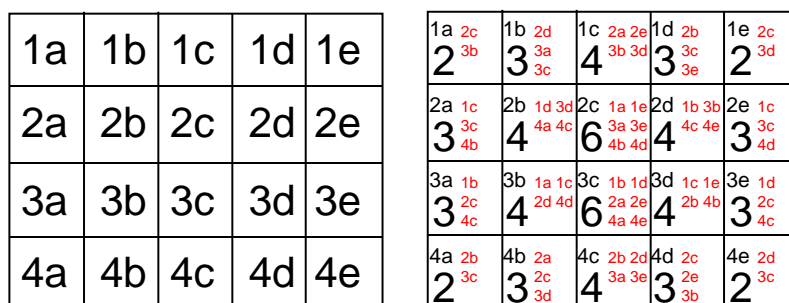 1a 1b 1c 1d 1e
2a 2b 2c 2d 2e
3a 3b 3c 3d 3e
4a 4b 4c 4d 4e
1a 2c 1b 2d 1c 2a 2e 1d 2b 1e 2c
2 3b 3 3a 4 3b 3d 3 3c 2 3d
3c 3e
2a 1c 2b 1d 3d 2c 1a 1e 2d 1b 3b 2e 1c
3 3c 4 4a 4c 6 3a 3e 4 4c 4e 3 3c
4b 4b 4d 4d
3a 1b 3b 1a 1c 3c 1b 1d 3d 1c 1e 3e 1d
3 2c 4 2d 4d 6 2a 2e 4 2b 4b 3 2c
4c 4a 4e 4c
4a 2b 4b 2a 4c 2b 2d 4d 2c 4e 2d
2 3c 3 2c 4 3a 3e 3 2e 2 3c
3d 3b